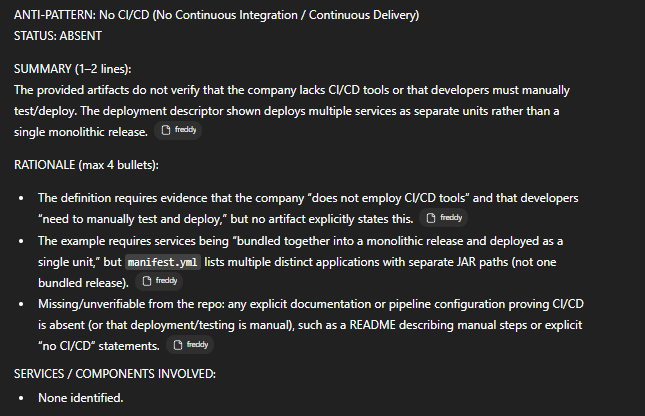 ANTI-PATTERN: No CI/CD (No Continuous Integration / Continuous Delivery)
STATUS: ABSENT
SUMMARY (1–2 lines):
The provided artifacts do not verify that the company lacks CI/CD tools or that developers must manually
test/deploy. The deployment descriptor shown deploys multiple services as separate units rather than a
single monolithic release. freddy
RATIONALE (max 4 bullets):
• The definition requires evidence that the company “does not employ CI/CD tools” and that developers
“need to manually test and deploy,” but no artifact explicitly states this. freddy
• The example requires services being “bundled together into a monolithic release and deployed as a
single unit,” but manifest.yml lists multiple distinct applications with separate JAR paths (not one
bundled release). freddy
• Missing/unverifiable from the repo: any explicit documentation or pipeline configuration proving CI/CD
is absent (or that deployment/testing is manual), such as a README describing manual steps or explicit
“no CI/CD” statements. freddy
SERVICES / COMPONENTS INVOLVED:
• None identified.